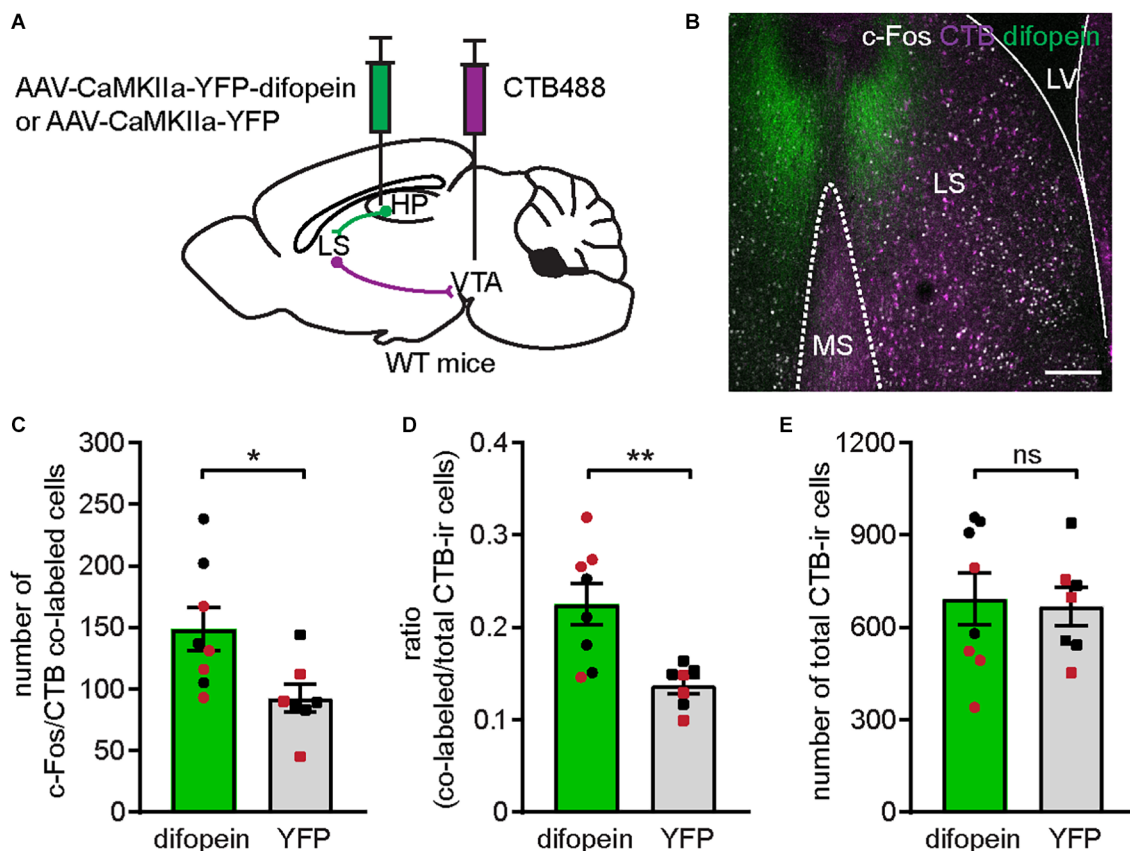 A
AAV-CaMKIIa-YFP-difopein
or AAV-CaMKIIa-YFP
CTB488
HP
LS
VTA
WT mice
B
c-Fos CTB difopein
LV
LS
MS
C
number of
c-Fos/CTB co-labeled cells
300
250
200
150
100
50
0
*
difopein YFP
D
ratio
(co-labeled/total CTB-ir cells)
0.4
0.3
0.2
0.1
0
**
difopein YFP
E
number of total CTB-ir cells
1200
900
600
300
0
ns
difopein YFP